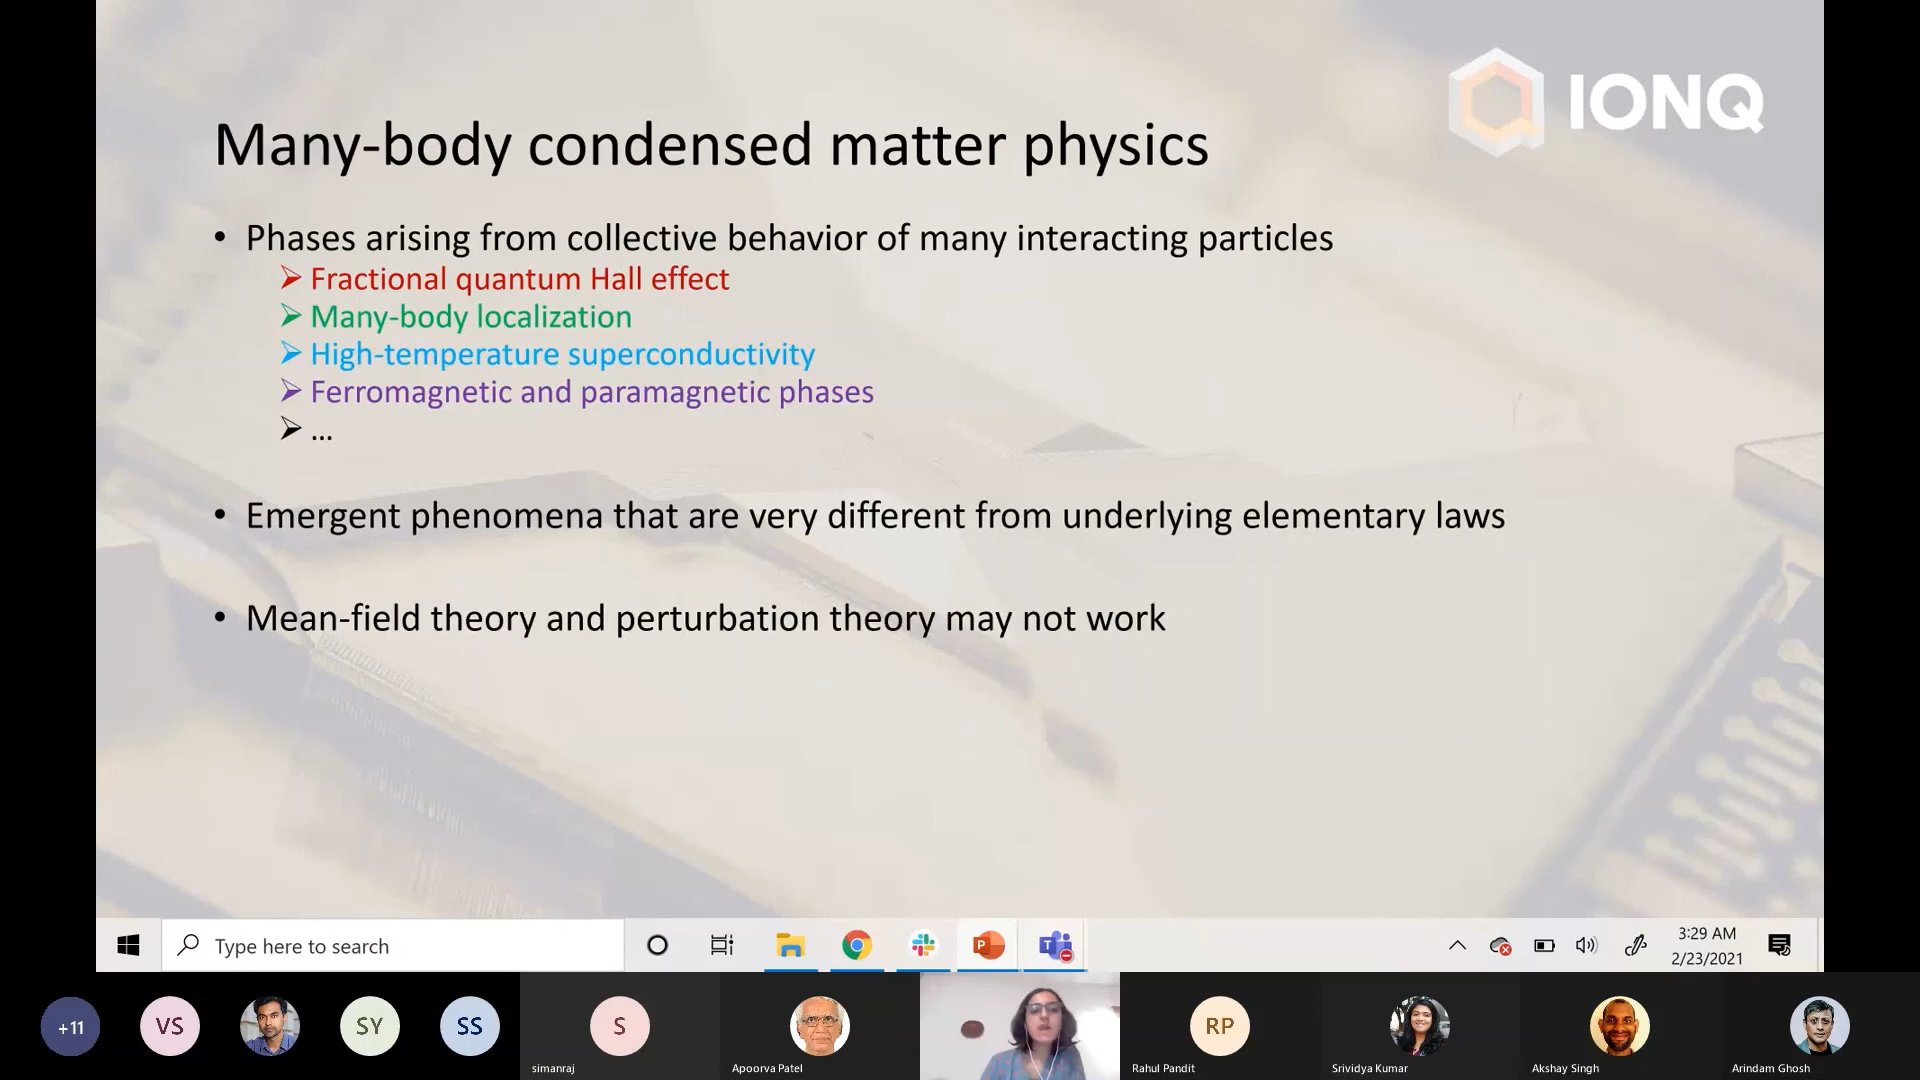 IONQ
Many-body condensed matter physics
• Phases arising from collective behavior of many interacting particles
➢ Fractional quantum Hall effect
➢ Many-body localization
➢ High-temperature superconductivity
➢ Ferromagnetic and paramagnetic phases
➢ ...
• Emergent phenomena that are very different from underlying elementary laws
• Mean-field theory and perturbation theory may not work
Type here to search
3:29 AM
2/23/2021
+11
VS
SY
SS
S
simanraj
Apoorva Patel
RP
Rahul Pandit
Srividya Kumar
Akshay Singh
Arindam Ghosh